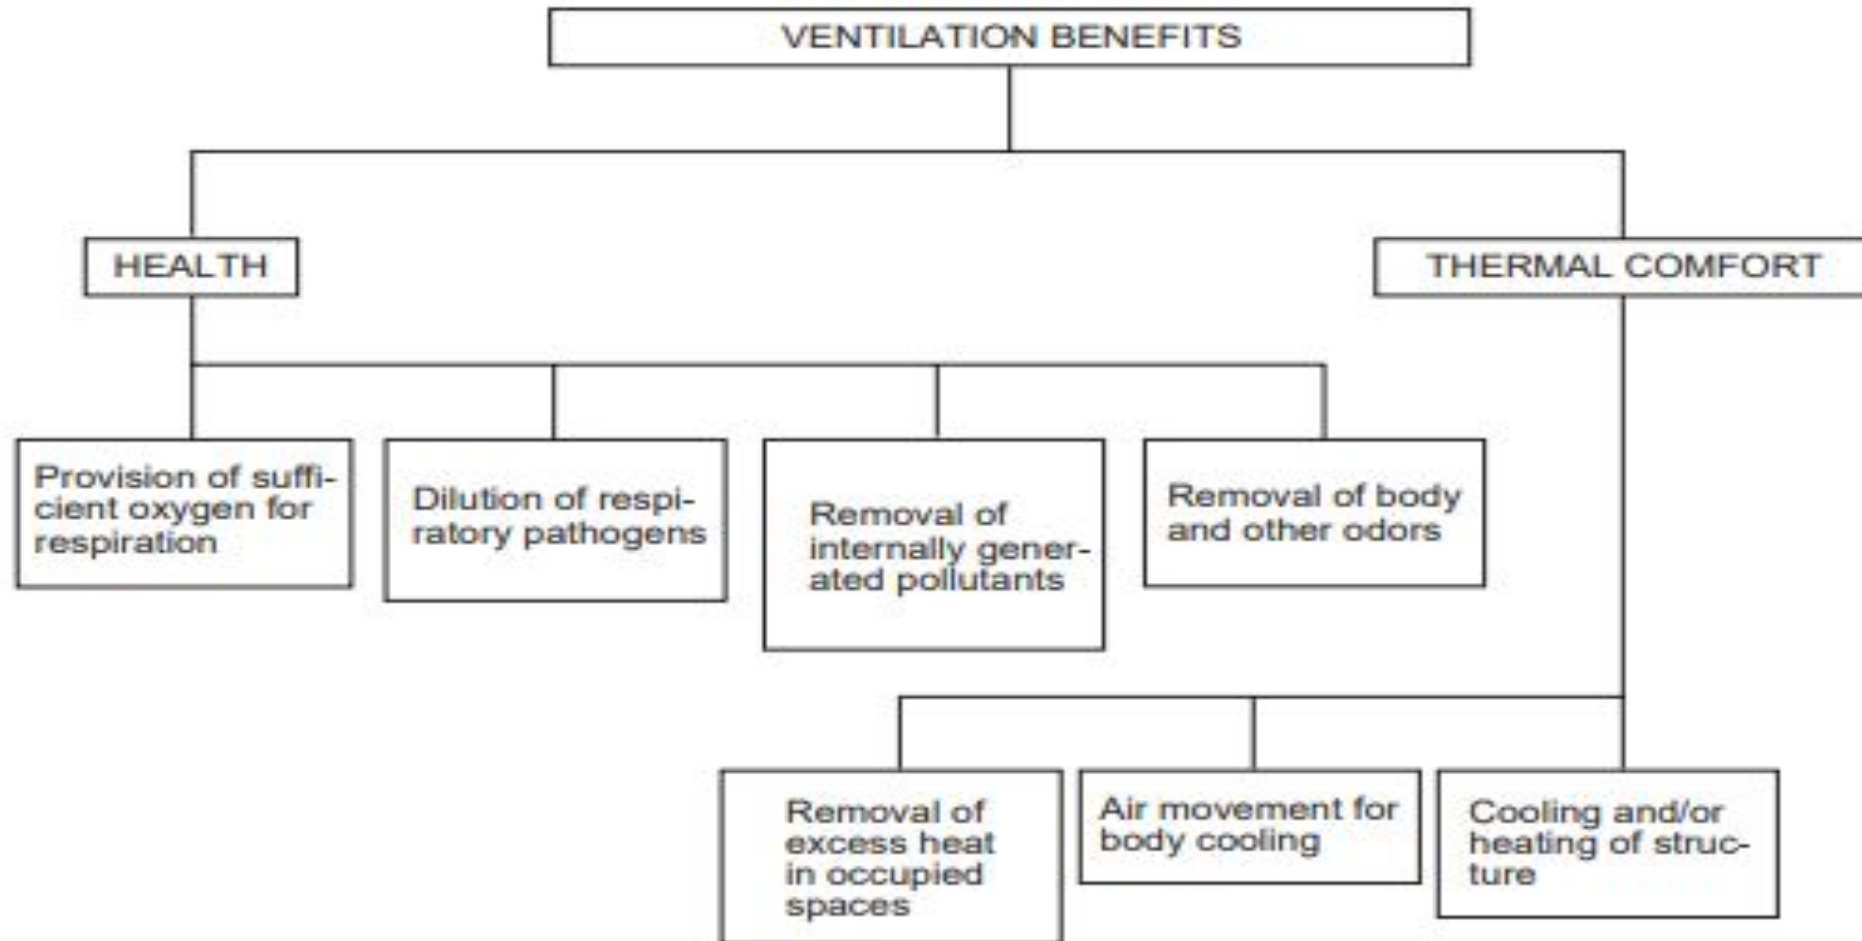 VENTILATION BENEFITS
HEALTH
THERMAL COMFORT
Provision of suffi-
cient oxygen for
respiration
Dilution of respi-
ratory pathogens
Removal of
internally gener-
ated pollutants
Removal of body
and other odors
Removal of
excess heat
in occupied
spaces
Air movement for
body cooling
Cooling and/or
heating of struc-
ture